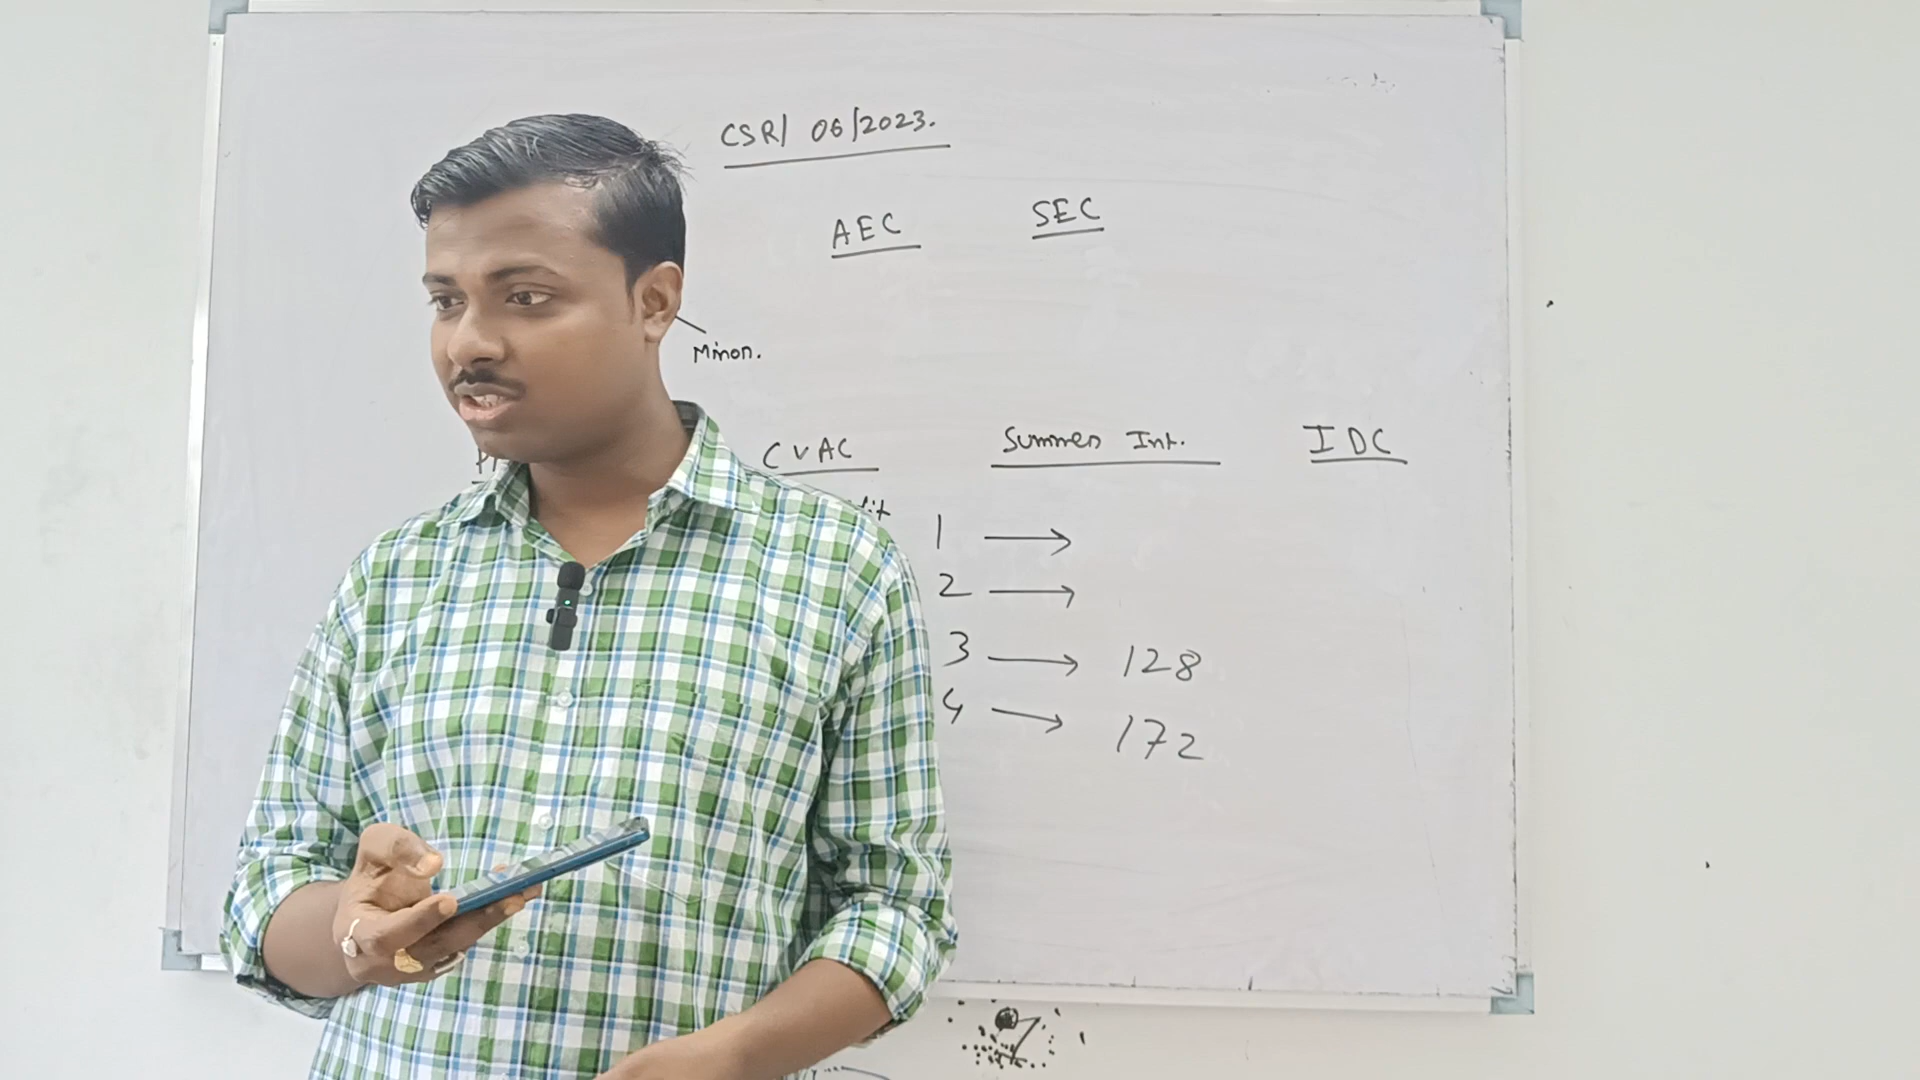 CSR/ 06/2023.
AEC SEC
Minor.
CVAC Summer Int. IDC
1 →
2 →
3 → 128
4 → 172